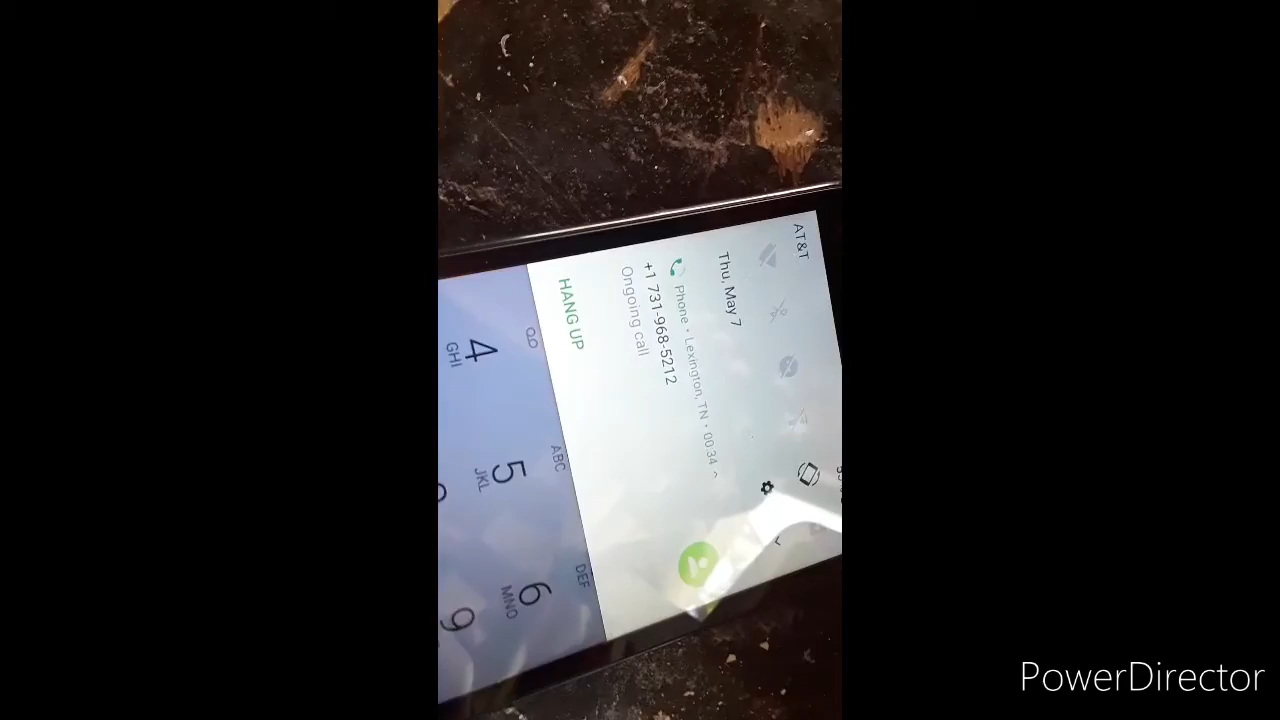 AT&T
Thu, May 7
Phone • Lexington, TN • 00:34
+1 731-968-5212
Ongoing call
HANG UP
ABC
DEF
4
GHI
5
JKL
6
MNO
9
PowerDirector